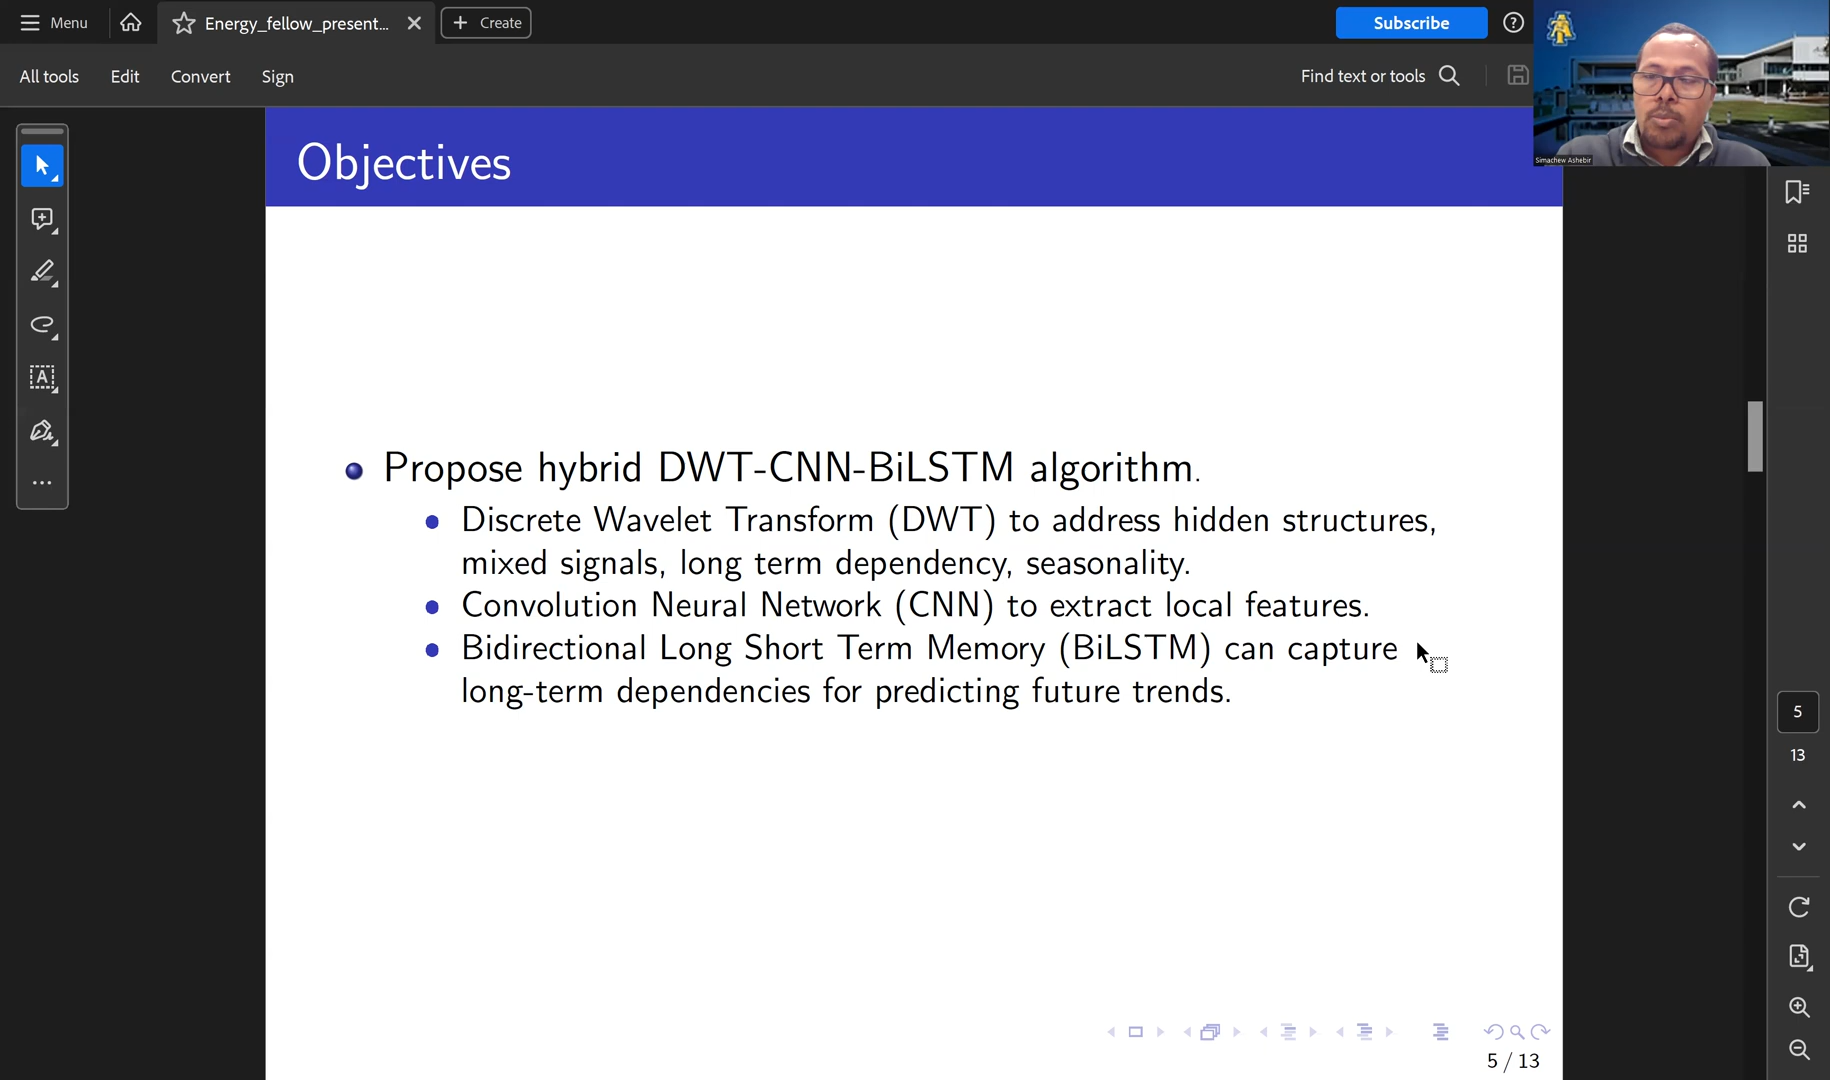 Menu
Energy_fellow_present...
Create
Subscribe
All tools
Edit
Convert
Sign
Find text or tools
Simachew Ashebir
Objectives
Propose hybrid DWT-CNN-BiLSTM algorithm.
Discrete Wavelet Transform (DWT) to address hidden structures,
mixed signals, long term dependency, seasonality.
Convolution Neural Network (CNN) to extract local features.
Bidirectional Long Short Term Memory (BiLSTM) can capture
long-term dependencies for predicting future trends.
5
13
5 / 13